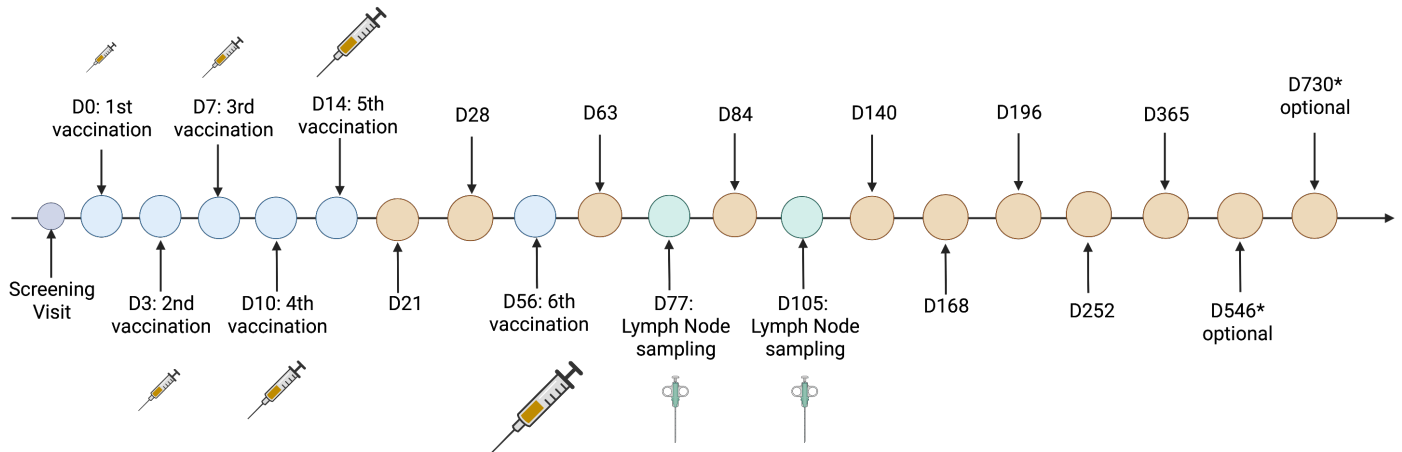 D0: 1st
vaccination
D7: 3rd
vaccination
D14: 5th
vaccination
D28
D63
D84
D140
D196
D365
D730*
optional
Screening
Visit
D3: 2nd
vaccination
D10: 4th
vaccination
D21
D56: 6th
vaccination
D77:
Lymph Node
sampling
D105:
Lymph Node
sampling
D168
D252
D546*
optional